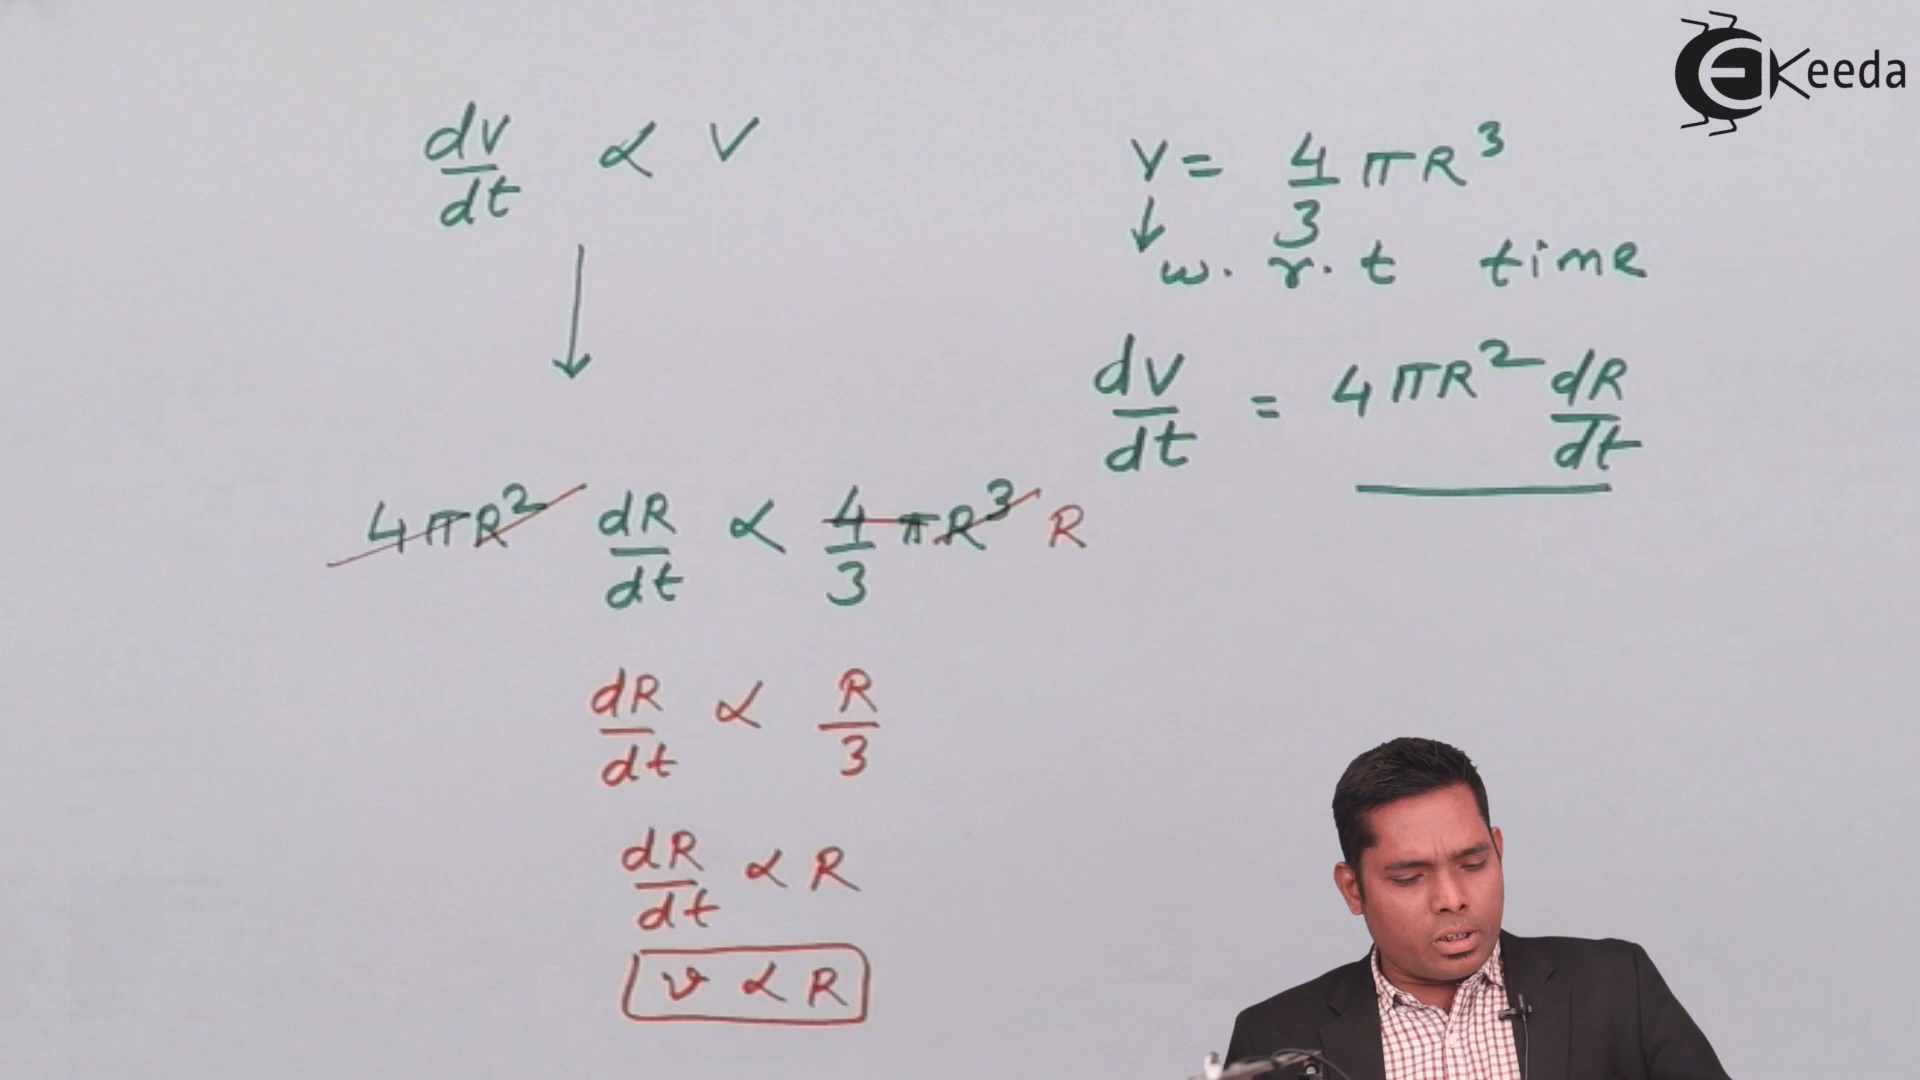 EKeeda
dV/dt ∝ V
V = 4/3 πR³
w.r.t time
dV/dt = 4πR² dR/dt
4πR² dR/dt ∝ 4/3 πR³ R
dR/dt ∝ R/3
dR/dt ∝ R
v ∝ R